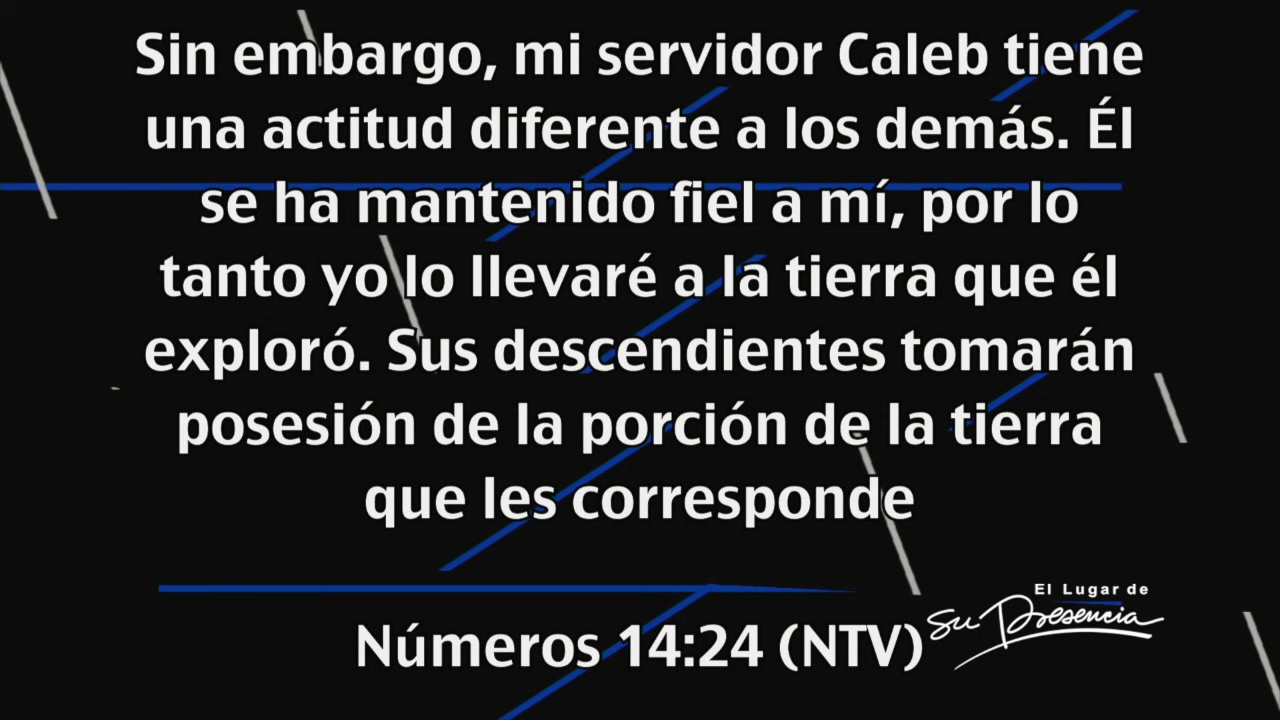 Sin embargo, mi servidor Caleb tiene
una actitud diferente a los demás. Él
se ha mantenido fiel a mí, por lo
tanto yo lo llevaré a la tierra que él
exploró. Sus descendientes tomarán
posesión de la porción de la tierra
que les corresponde
Números 14:24 (NTV)
El Lugar de
Su Presencia